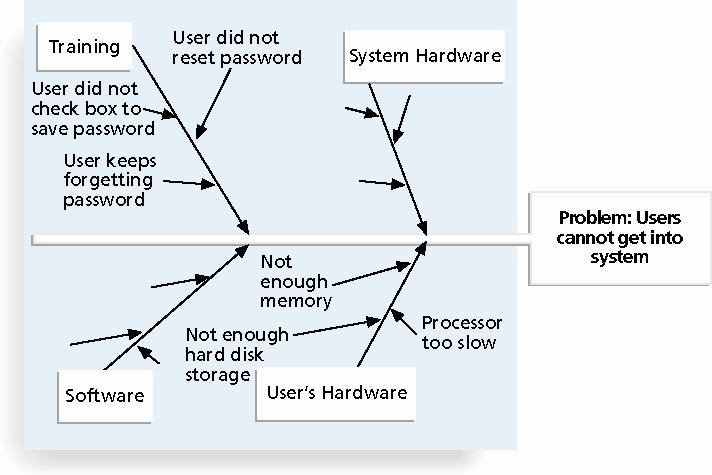 Training
User did not
reset password
System Hardware
User did not
check box to
save password
User keeps
forgetting
password
Problem: Users
cannot get into
system
Not
enough
memory
Not enough
hard disk
storage
Processor
too slow
Software
User's Hardware